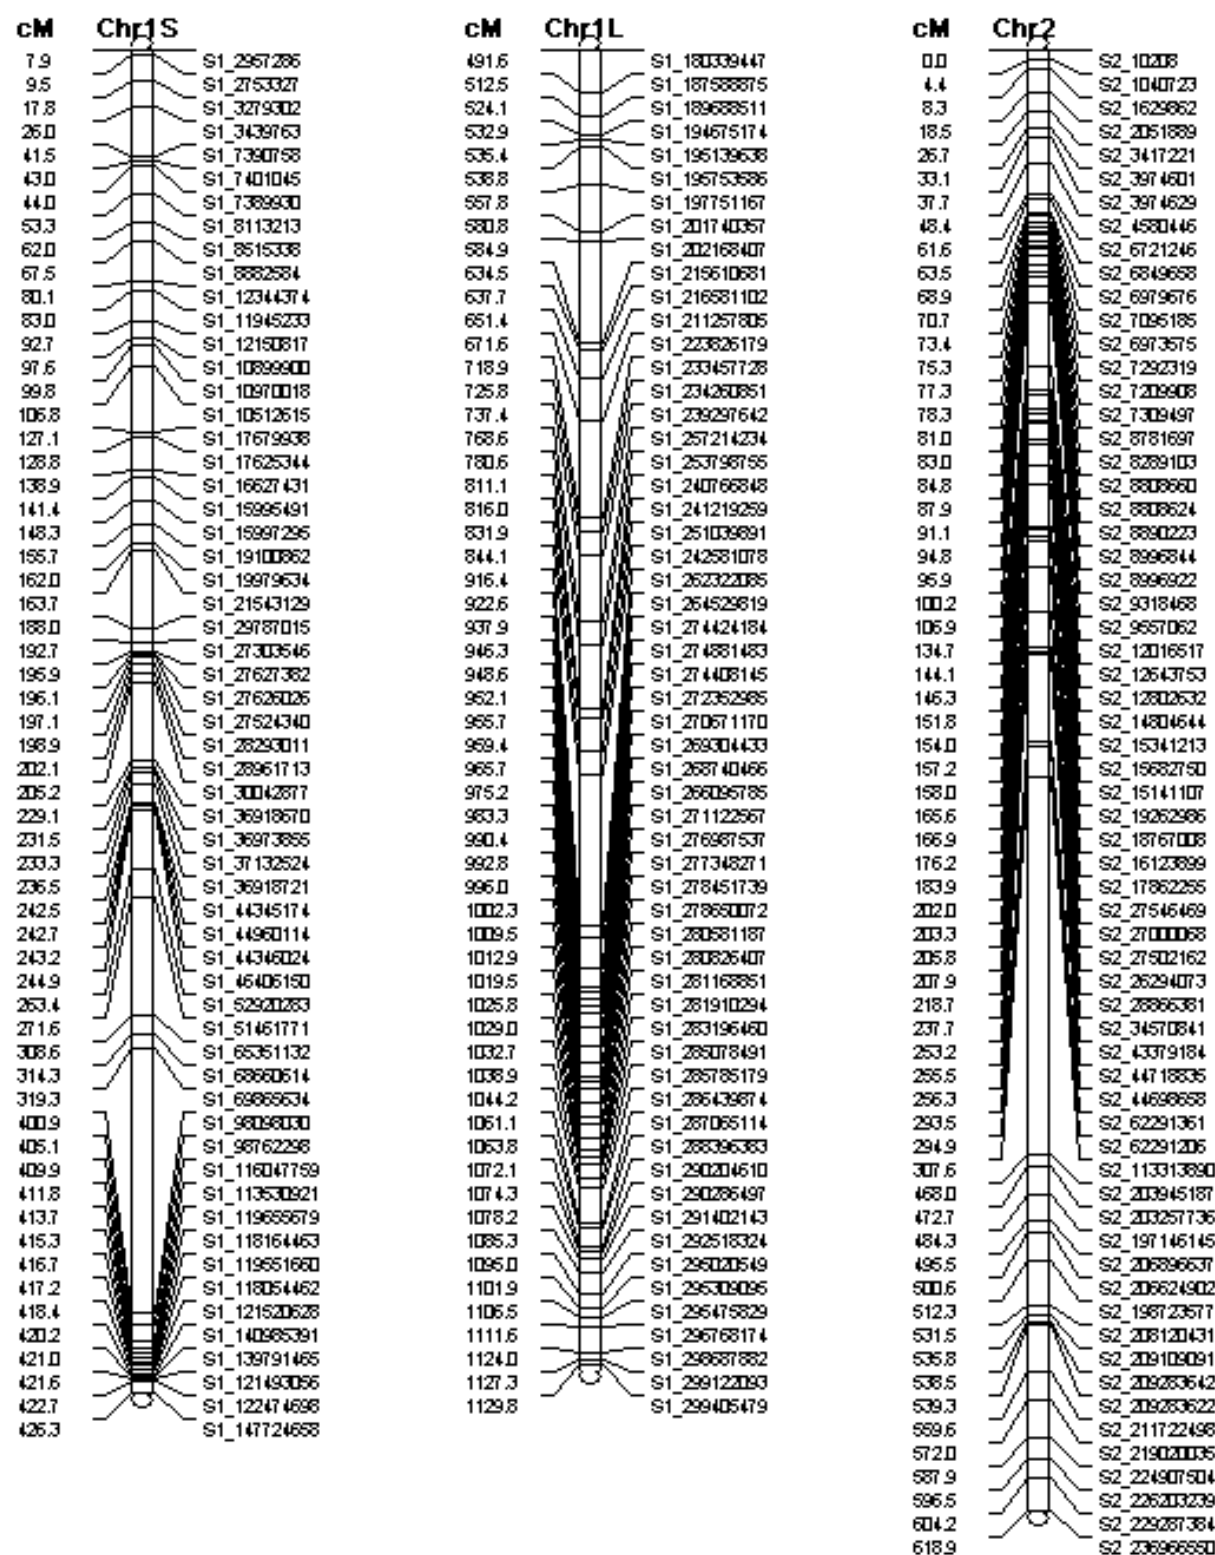 cM Chr1S
7.9 S1_2957286
9.5 S1_2753327
17.8 S1_3279302
26.0 S1_3439763
41.5 S1_7390758
43.0 S1_7401045
44.0 S1_7389930
53.3 S1_8113213
62.0 S1_8515338
67.5 S1_8882584
80.1 S1_12344374
83.0 S1_11945233
92.7 S1_12150817
97.6 S1_10899900
99.8 S1_10970018
106.8 S1_10512615
127.1 S1_17679938
128.8 S1_17625344
138.9 S1_16627431
141.4 S1_15995491
148.3 S1_15997295
155.7 S1_19100862
162.0 S1_19979634
163.7 S1_21543129
188.0 S1_29787015
192.7 S1_27303546
195.9 S1_27627382
196.1 S1_27626026
197.1 S1_27524340
198.9 S1_28293011
202.1 S1_28961713
205.2 S1_30042877
229.1 S1_36918670
231.5 S1_36973855
233.3 S1_37132524
236.5 S1_36918721
242.5 S1_44345174
242.7 S1_44960114
243.2 S1_44346024
244.9 S1_46406150
263.4 S1_52920283
271.6 S1_51461771
308.6 S1_65351132
314.3 S1_68660614
319.3 S1_69865634
400.9 S1_98098030
405.1 S1_98762298
409.9 S1_116047759
411.8 S1_113530921
413.7 S1_119655679
415.3 S1_118164463
416.7 S1_119551660
417.2 S1_118054462
418.4 S1_121520628
420.2 S1_140985391
421.0 S1_139791465
421.6 S1_121493056
422.7 S1_122474698
426.3 S1_147724658
cM Chr1L
491.6 S1_180339447
512.5 S1_187588875
524.1 S1_189688511
532.9 S1_194675174
535.4 S1_195139638
538.8 S1_195753586
557.8 S1_197751167
580.8 S1_201740357
584.9 S1_202168407
634.5 S1_215610681
637.7 S1_216581102
651.4 S1_211257805
671.6 S1_223826179
718.9 S1_233457728
725.8 S1_234260851
737.4 S1_239297642
768.6 S1_257214234
780.6 S1_253798755
811.1 S1_240766848
816.0 S1_241219259
831.9 S1_251039891
844.1 S1_242581078
916.4 S1_262322085
922.6 S1_264529819
937.9 S1_274424184
946.3 S1_274881483
948.6 S1_274408145
952.1 S1_272352985
955.7 S1_270671170
959.4 S1_269304433
965.7 S1_268740466
975.2 S1_266095785
983.3 S1_271122567
990.4 S1_276987537
992.8 S1_277348271
996.0 S1_278451739
1002.3 S1_278650072
1009.5 S1_280581187
1012.9 S1_280826407
1019.5 S1_281168851
1025.8 S1_281910294
1029.0 S1_283196460
1032.7 S1_285078491
1038.9 S1_285785179
1044.2 S1_286439874
1061.1 S1_287065114
1063.8 S1_288396383
1072.1 S1_290204610
1074.3 S1_290286497
1078.2 S1_291402143
1085.3 S1_292518324
1095.0 S1_295020549
1101.9 S1_295309095
1106.5 S1_295475829
1111.6 S1_296768174
1124.0 S1_298687882
1127.3 S1_299122093
1129.8 S1_299405479
cM Chr2
0.0 S2_10208
4.4 S2_1040723
8.3 S2_1629862
18.5 S2_2051889
26.7 S2_3417221
33.1 S2_3974601
37.7 S2_3974629
48.4 S2_4580446
61.6 S2_6721246
63.5 S2_6849658
68.9 S2_6979676
70.7 S2_7095185
73.4 S2_6973575
75.3 S2_7292319
77.3 S2_7209908
78.3 S2_7309497
81.0 S2_8781697
83.0 S2_8289103
84.8 S2_8808660
87.9 S2_8808624
91.1 S2_8890223
94.8 S2_8996844
95.9 S2_8996922
100.2 S2_9318468
106.9 S2_9557062
134.7 S2_12016517
144.1 S2_12643753
146.3 S2_12802632
151.8 S2_14804644
154.0 S2_15341213
157.2 S2_15682750
158.0 S2_15141107
165.6 S2_19262986
166.9 S2_18767008
176.2 S2_16123899
183.9 S2_17862255
202.0 S2_27546469
203.3 S2_27000068
205.8 S2_27502162
207.9 S2_26294073
218.7 S2_28866381
237.7 S2_34570841
253.2 S2_43379184
255.5 S2_44718835
256.3 S2_44698658
293.5 S2_62291361
294.9 S2_62291206
307.6 S2_113313890
468.0 S2_203945187
472.7 S2_203257736
484.3 S2_197146145
495.5 S2_206896637
500.6 S2_206624902
512.3 S2_198723577
531.5 S2_208120431
535.8 S2_209109091
538.5 S2_209283642
539.3 S2_209283622
559.6 S2_211722498
572.0 S2_219020035
587.9 S2_224907504
596.5 S2_226203239
604.2 S2_229287384
618.9 S2_236966550